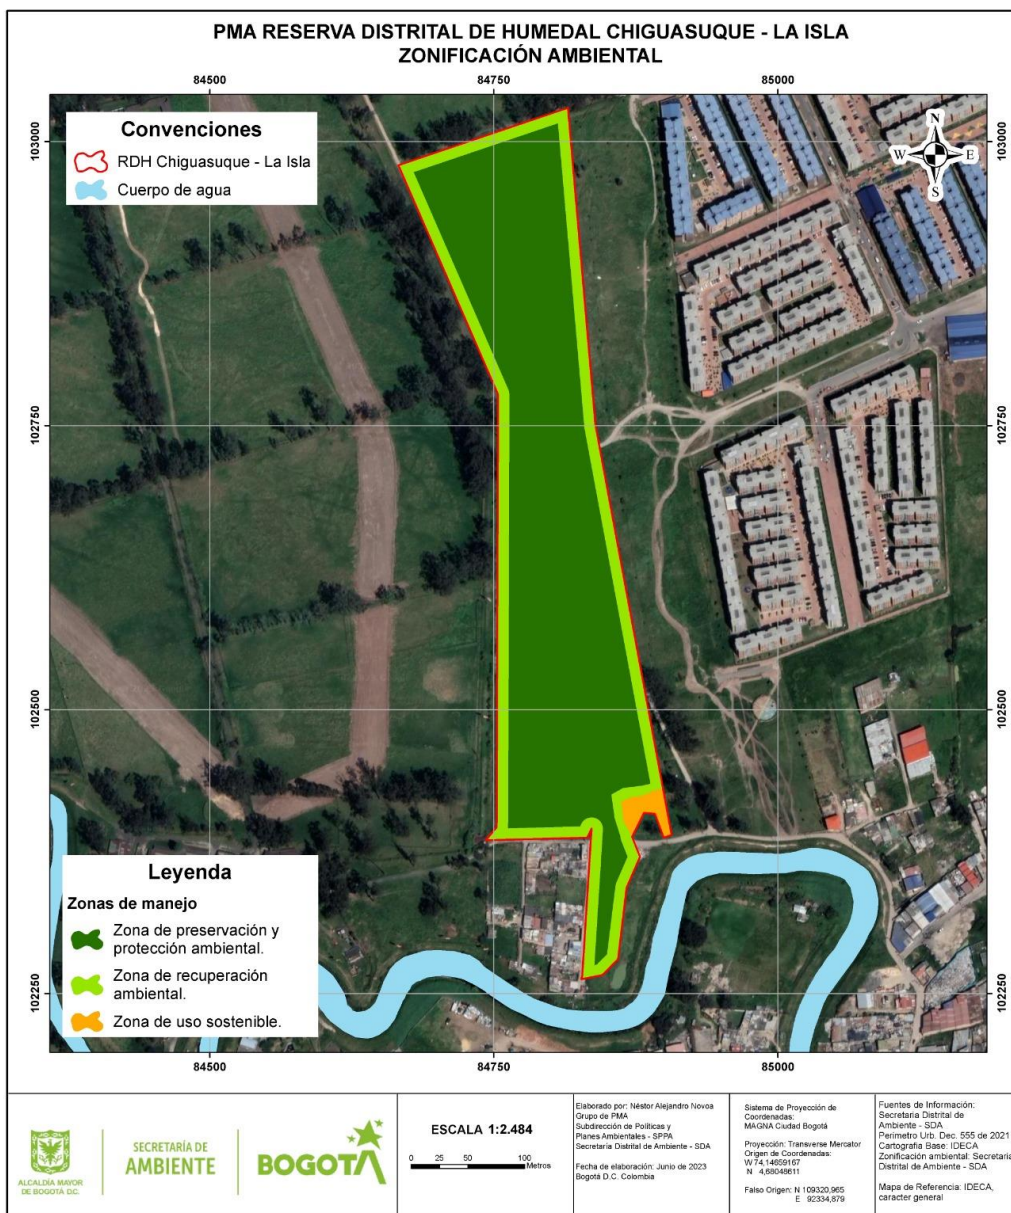 PMA RESERVA DISTRITAL DE HUMEDAL CHIGUASUQUE - LA ISLA
ZONIFICACIÓN AMBIENTAL
84500
84750
85000
Convenciones
RDH Chiguasuque - La Isla
Cuerpo de agua
N
W
E
S
103000
103000
102750
102750
102500
102500
102250
102250
Leyenda
Zonas de manejo
Zona de preservación y
protección ambiental.
Zona de recuperación
ambiental.
Zona de uso sostenible.
84500
84750
85000
ALCALDÍA MAYOR
DE BOGOTÁ D.C.
SECRETARÍA DE
AMBIENTE
BOGOTÁ
ESCALA 1:2.484
0 25 50 100
Metros
Elaborado por: Néstor Alejandro Novoa
Grupo de PMA
Subdirección de Políticas y
Planes Ambientales - SPPA
Secretaria Distrital de Ambiente - SDA
Fecha de elaboración: Junio de 2023
Bogotá D.C. Colombia
Sistema de Proyección de
Coordenadas:
MAGNA Ciudad Bogotá
Proyección: Transverse Mercator
Origen de Coordenadas:
W 74,14659167
N 4,68048611
Falso Origen: N 109320,965
E 92334,879
Fuentes de Información:
Secretaria Distrital de
Ambiente - SDA
Perimetro Urb. Dec. 555 de 2021
Cartografia Base: IDECA
Zonificación ambiental: Secretaria
Distrital de Ambiente - SDA
Mapa de Referencia: IDECA,
caracter general